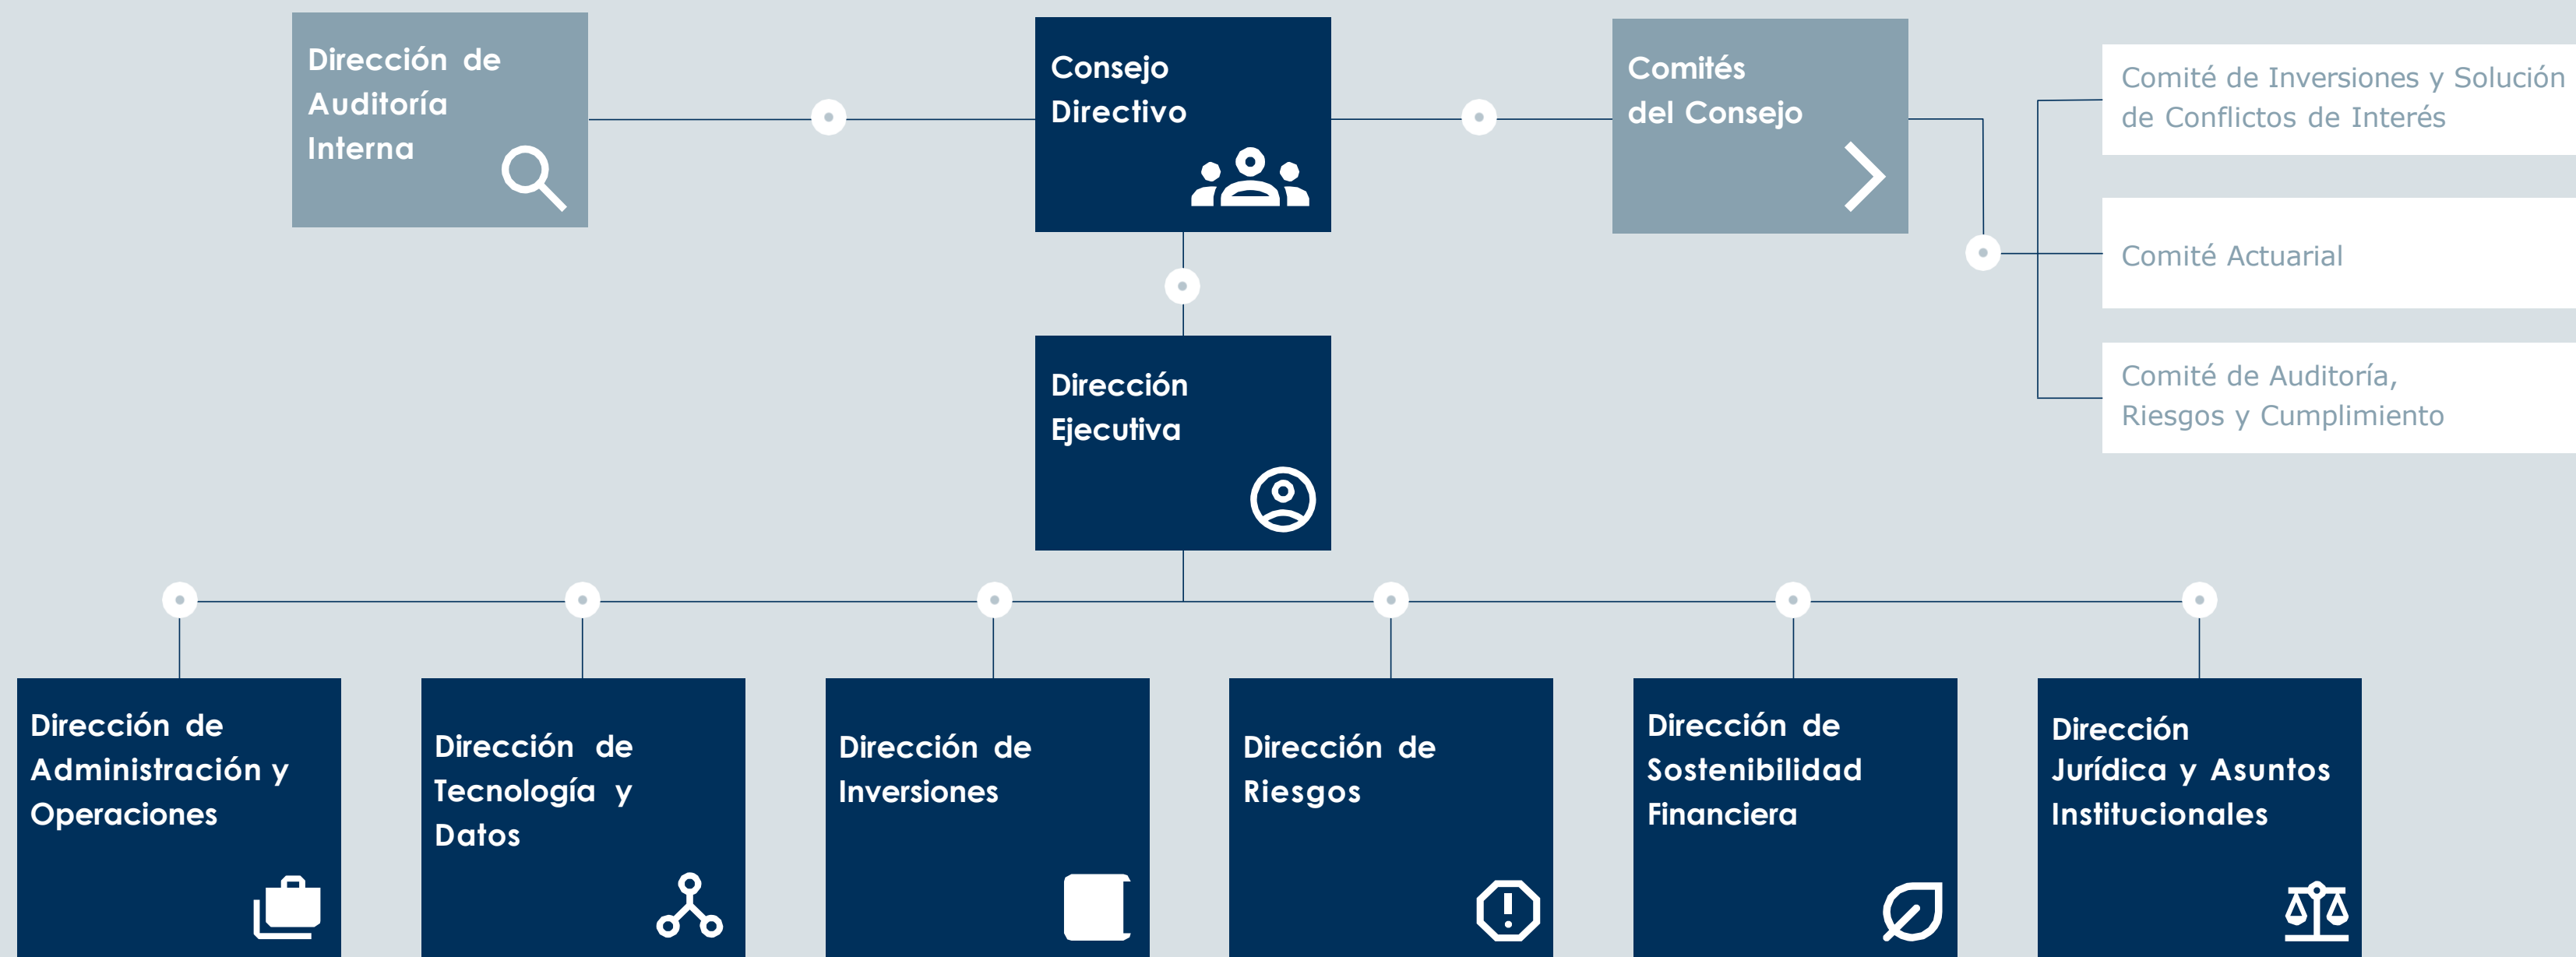 Dirección de
Auditoría
Interna
Consejo
Directivo
Comités
del Consejo
Comité de Inversiones y Solución
de Conflictos de Interés
Comité Actuarial
Comité de Auditoría,
Riesgos y Cumplimiento
Dirección
Ejecutiva
Dirección de
Administración y
Operaciones
Dirección de
Tecnología y
Datos
Dirección de
Inversiones
Dirección de
Riesgos
Dirección de
Sostenibilidad
Financiera
Dirección
Jurídica y Asuntos
Institucionales